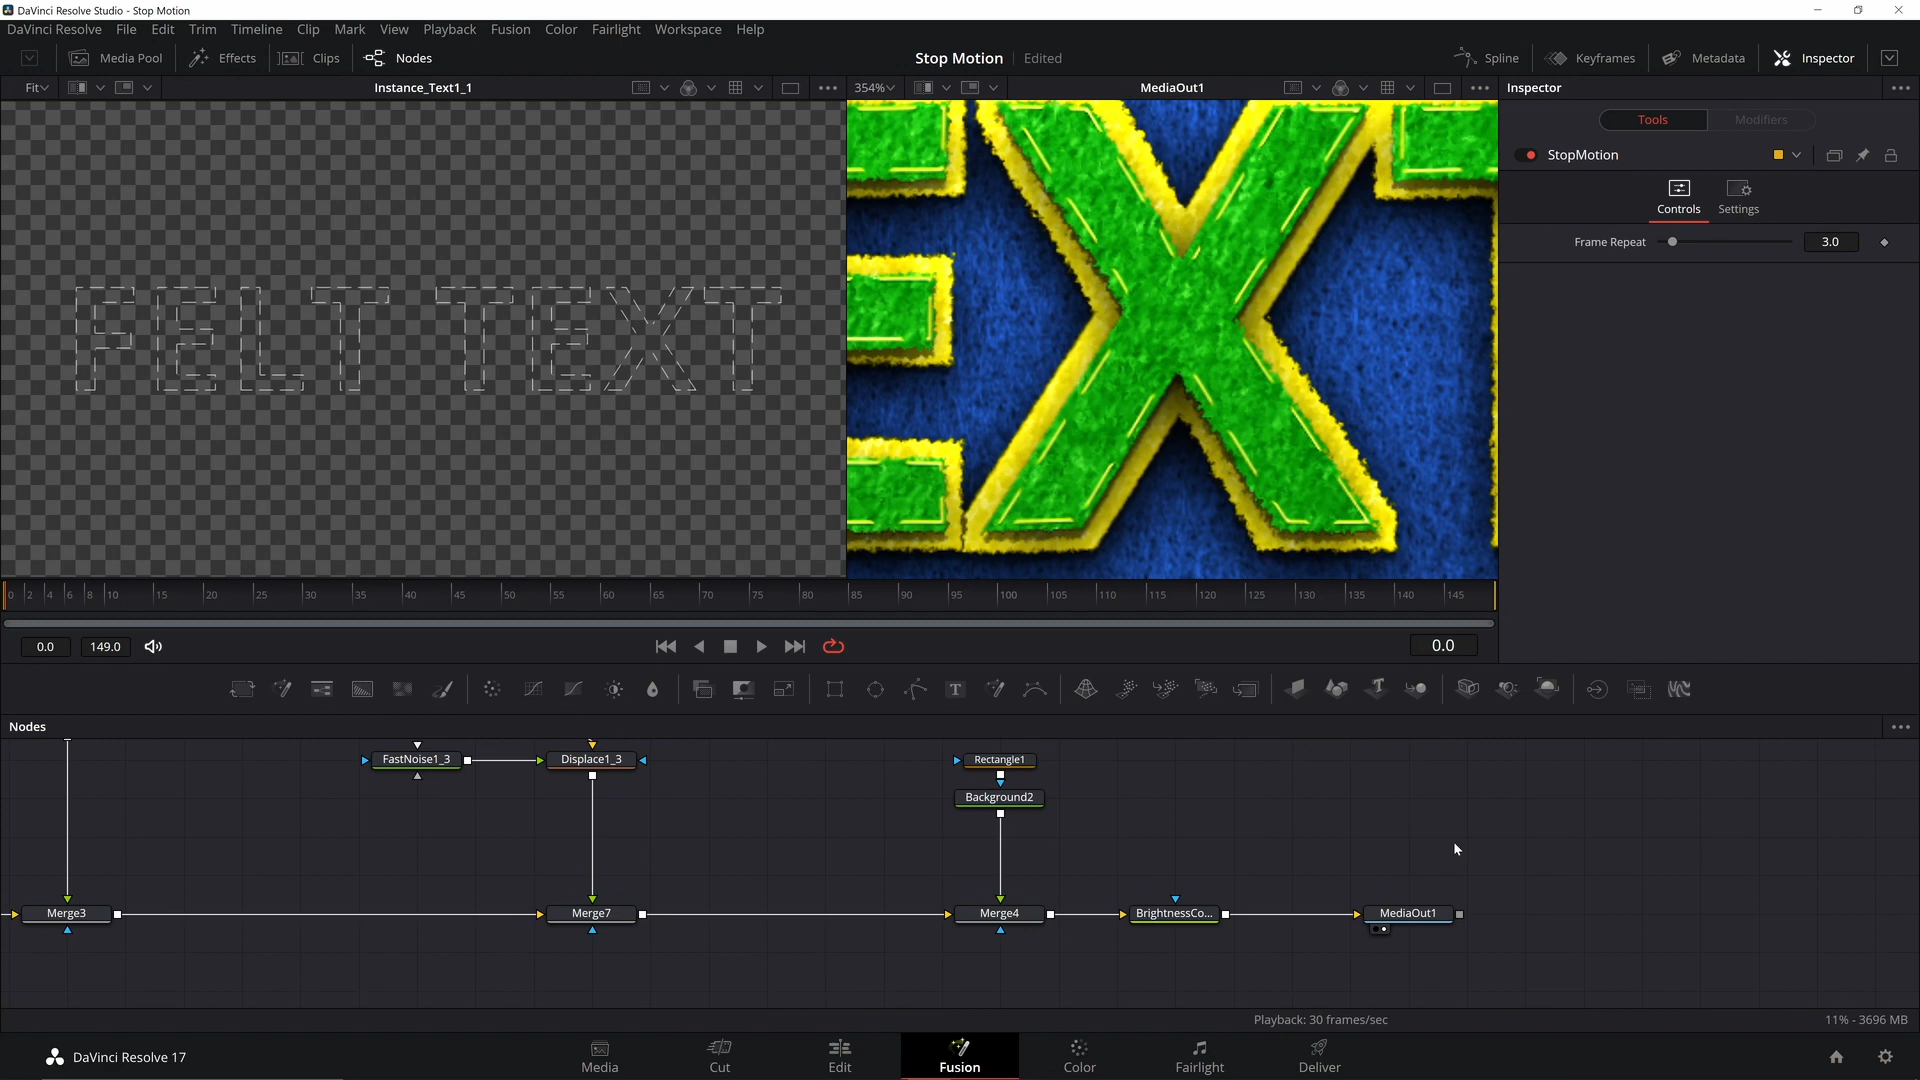 DaVinci Resolve Studio - Stop Motion
DaVinci Resolve File Edit Trim Timeline Clip Mark View Playback Fusion Color Fairlight Workspace Help
Media Pool Effects Clips Nodes Stop Motion Edited Spline Keyframes Metadata Inspector
Fit Instance_Text1_1 354% MediaOut1 Inspector
Tools Modifiers
StopMotion
Controls Settings
Frame Repeat 3.0
FELT TEXT
X
0 2 4 6 8 10 15 20 25 30 35 40 45 50 55 60 65 70 75 80 85 90 95 100 105 110 115 120 125 130 135 140 145
0.0 149.0 0.0
Nodes
FastNoise1_3 Displace1_3 Rectangle1
Background2
Merge3 Merge7 Merge4 BrightnessCo... MediaOut1
Playback: 30 frames/sec 11% - 3696 MB
DaVinci Resolve 17 Media Cut Edit Fusion Color Fairlight Deliver